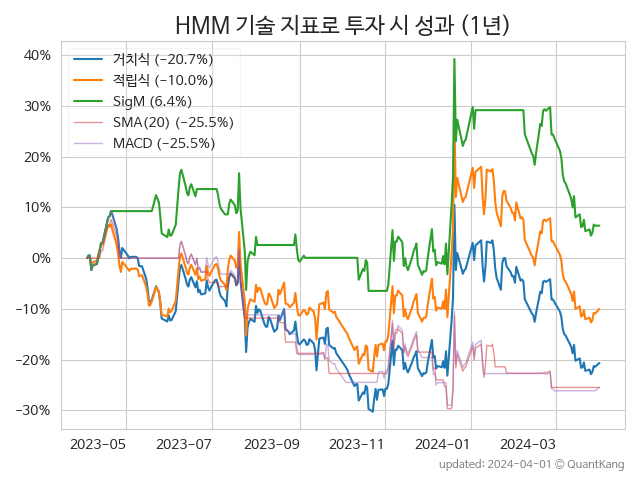 HMM 기술 지표로 투자 시 성과 (1년)
40%
30%
20%
10%
0%
−10%
−20%
−30%
거치식 (−20.7%)
적립식 (−10.0%)
SigM (6.4%)
SMA(20) (−25.5%)
MACD (−25.5%)
2023-05
2023-07
2023-09
2023-11
2024-01
2024-03
updated: 2024-04-01 © QuantKang